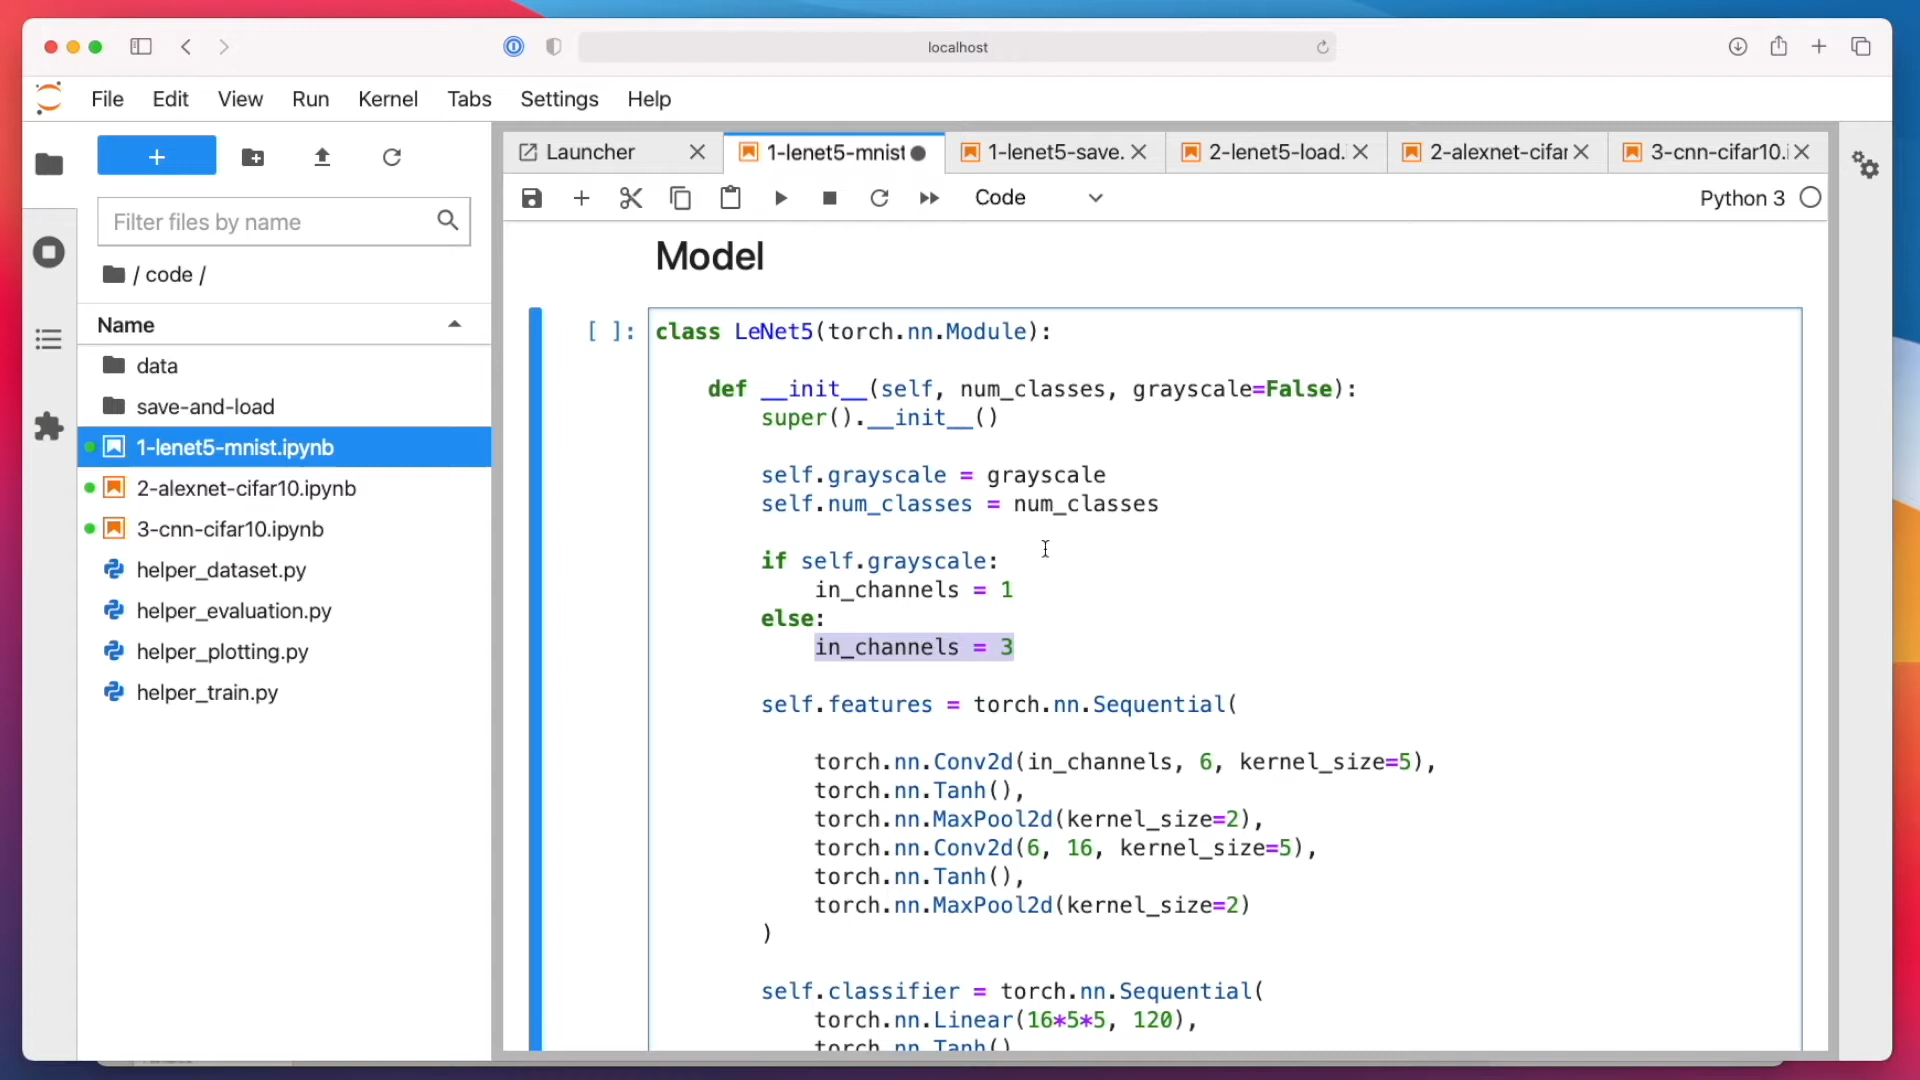 localhost
File Edit View Run Kernel Tabs Settings Help
Launcher 1-lenet5-mnist 1-lenet5-save. 2-lenet5-load. 2-alexnet-cifar 3-cnn-cifar10.i
Code Python 3
Filter files by name
/ code /
Name
data
save-and-load
1-lenet5-mnist.ipynb
2-alexnet-cifar10.ipynb
3-cnn-cifar10.ipynb
helper_dataset.py
helper_evaluation.py
helper_plotting.py
helper_train.py
Model
[ ]: class LeNet5(torch.nn.Module):
def __init__(self, num_classes, grayscale=False):
super().__init__()
self.grayscale = grayscale
self.num_classes = num_classes
if self.grayscale:
in_channels = 1
else:
in_channels = 3
self.features = torch.nn.Sequential(
torch.nn.Conv2d(in_channels, 6, kernel_size=5),
torch.nn.Tanh(),
torch.nn.MaxPool2d(kernel_size=2),
torch.nn.Conv2d(6, 16, kernel_size=5),
torch.nn.Tanh(),
torch.nn.MaxPool2d(kernel_size=2)
)
self.classifier = torch.nn.Sequential(
torch.nn.Linear(16*5*5, 120),
torch.nn.Tanh()